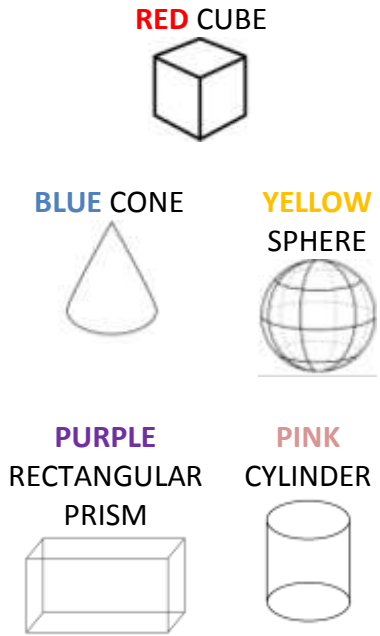 RED CUBE
BLUE CONE
YELLOW
SPHERE
PURPLE
RECTANGULAR
PRISM
PINK
CYLINDER